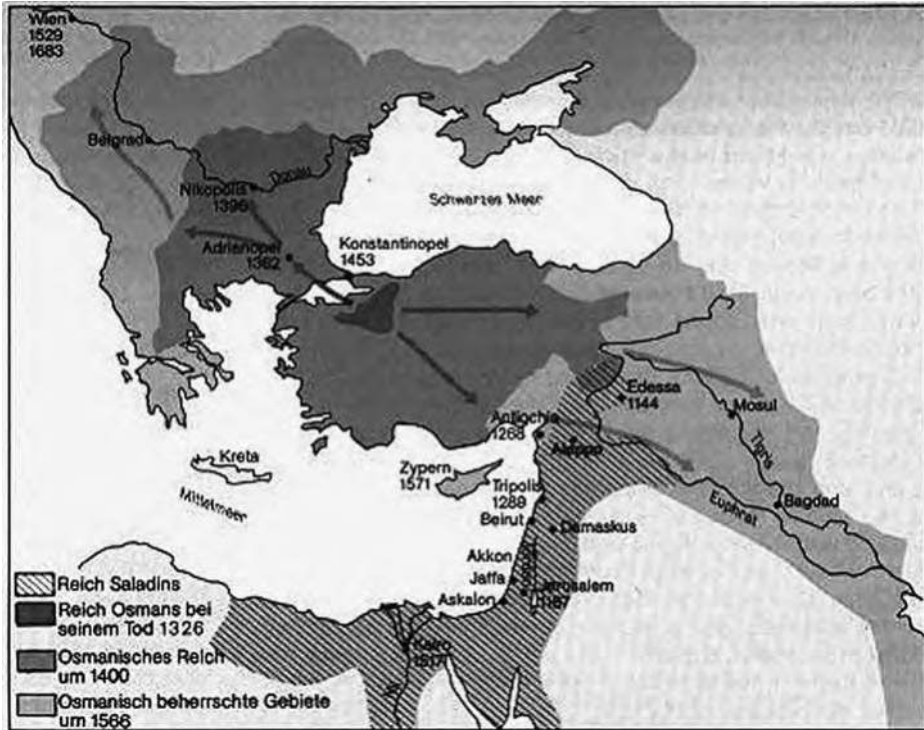 Wien
1529
1683
Belgrad
Donau
Nikopolis
1396
Schwarzes Meer
Adrianopel
1362
Konstantinopel
1453
Edessa
1144
Mosul
Tigris
Antiochia
1268
Aleppo
Kreta
Zypern
1571
Tripolis
1289
Bagdad
Euphrat
Mittelmeer
Beirut
Damaskus
Akkon
Jaffa
Jerusalem
1187
Askalon
Kairo
1517
Reich Saladins
Reich Osmans bei
seinem Tod 1326
Osmanisches Reich
um 1400
Osmanisch beherrschte Gebiete
um 1566